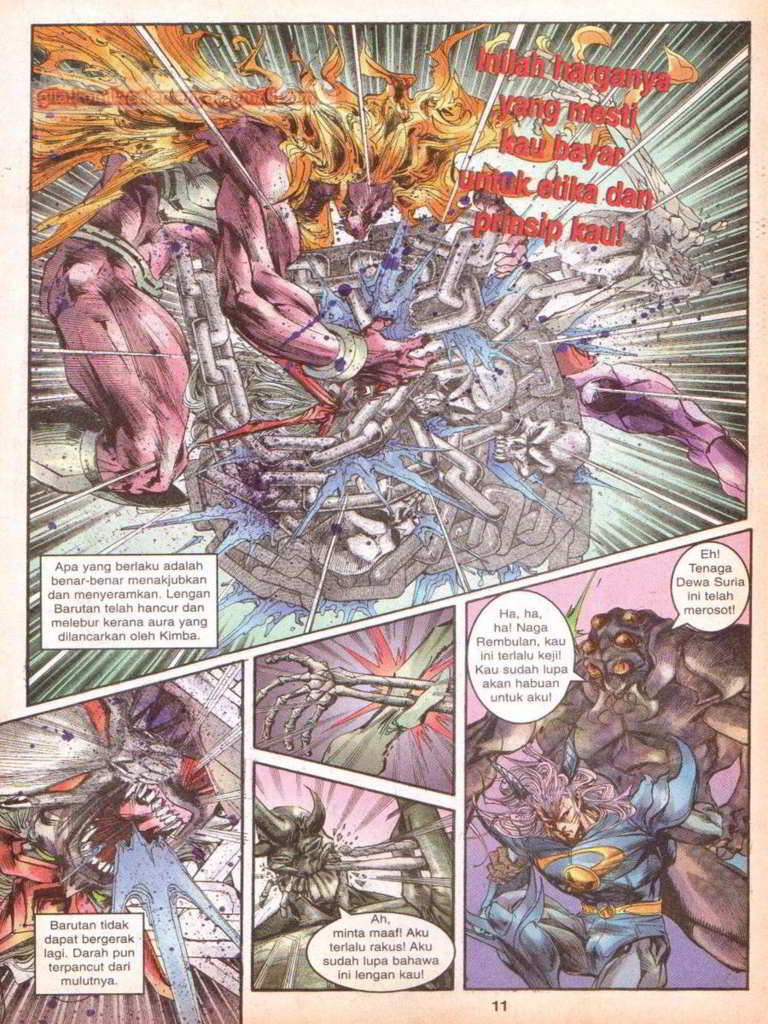 Inilah harganya
yang mesti
kau bayar
untuk etika dan
prinsip kau!
Apa yang berlaku adalah
benar-benar menakjubkan
dan menyeramkan. Lengan
Barutan telah hancur dan
melebur kerana aura yang
dilancarkan oleh Kimba.
Eh!
Tenaga
Dewa Suria
ini telah
merosot!
Ha, ha,
ha! Naga
Rembulan, kau
ini terlalu keji!
Kau sudah lupa
akan habuan
untuk aku!
Barutan tidak
dapat bergerak
lagi. Darah pun
terpancut dari
mulutnya.
Ah,
minta maaf! Aku
terlalu rakus! Aku
sudah lupa bahawa
ini lengan kau!
11